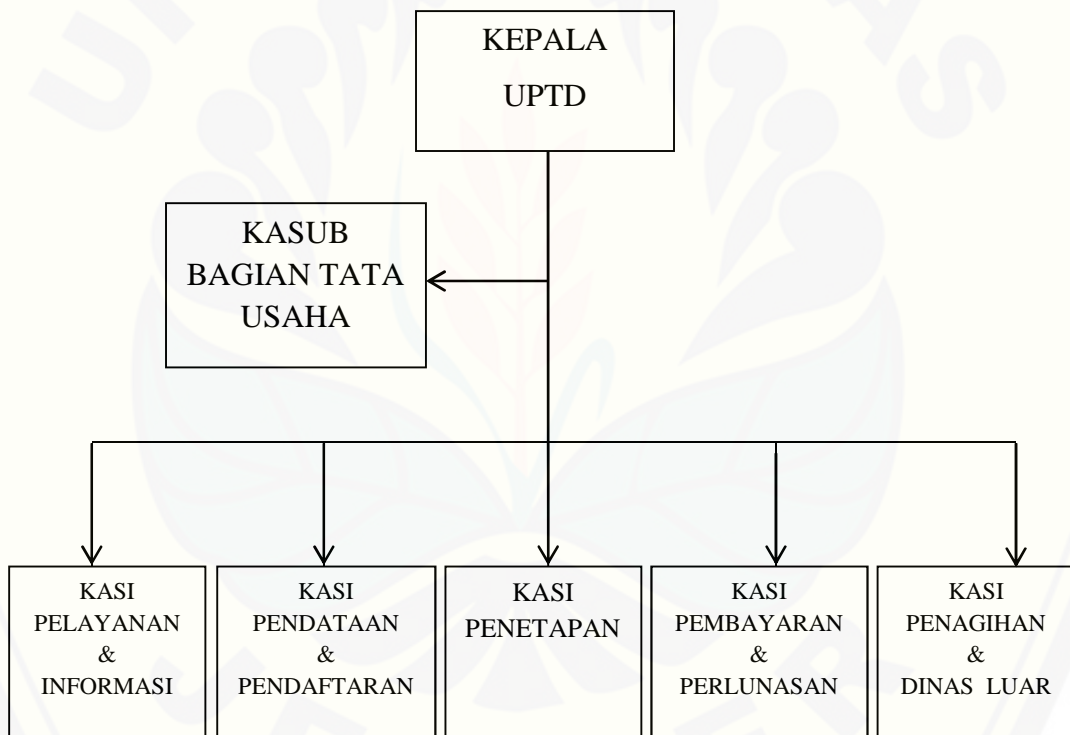 KEPALA
UPTD
KASUB
BAGIAN TATA
USAHA
KASI
PELAYANAN
&
INFORMASI
KASI
PENDATAAN
&
PENDAFTARAN
KASI
PENETAPAN
KASI
PEMBAYARAN
&
PERLUNASAN
KASI
PENAGIHAN
&
DINAS LUAR